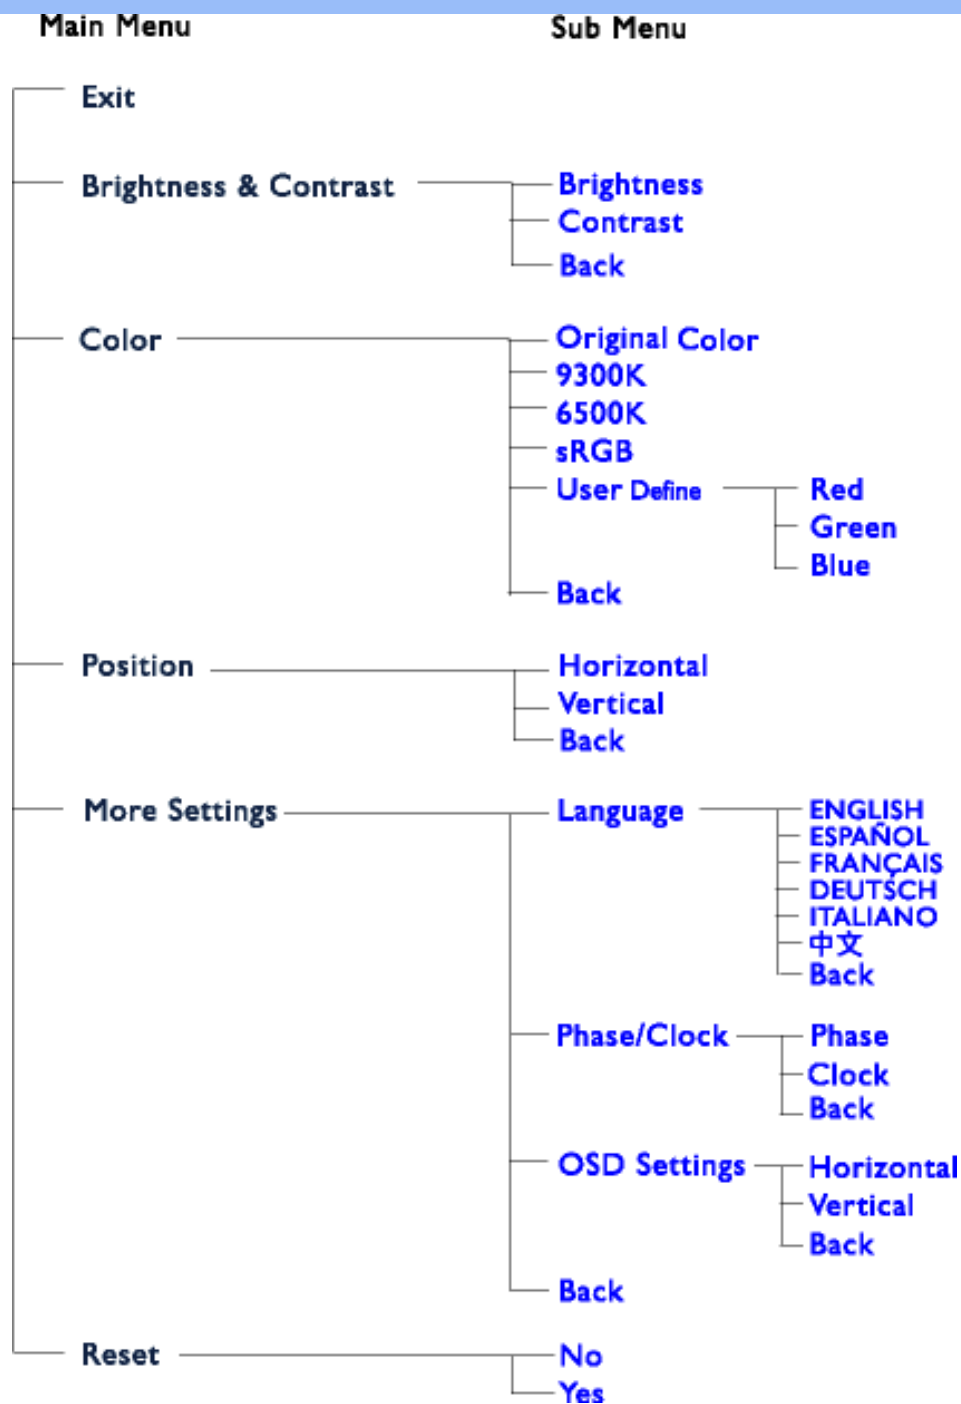 Main Menu Sub Menu
Exit
Brightness & Contrast Brightness
Contrast
Back
Color Original Color
9300K
6500K
sRGB
User Define Red
Green
Blue
Back
Position Horizontal
Vertical
Back
More Settings Language ENGLISH
ESPAÑOL
FRANÇAIS
DEUTSCH
ITALIANO
中文
Back
Phase/Clock Phase
Clock
Back
OSD Settings Horizontal
Vertical
Back
Back
Reset No
Yes